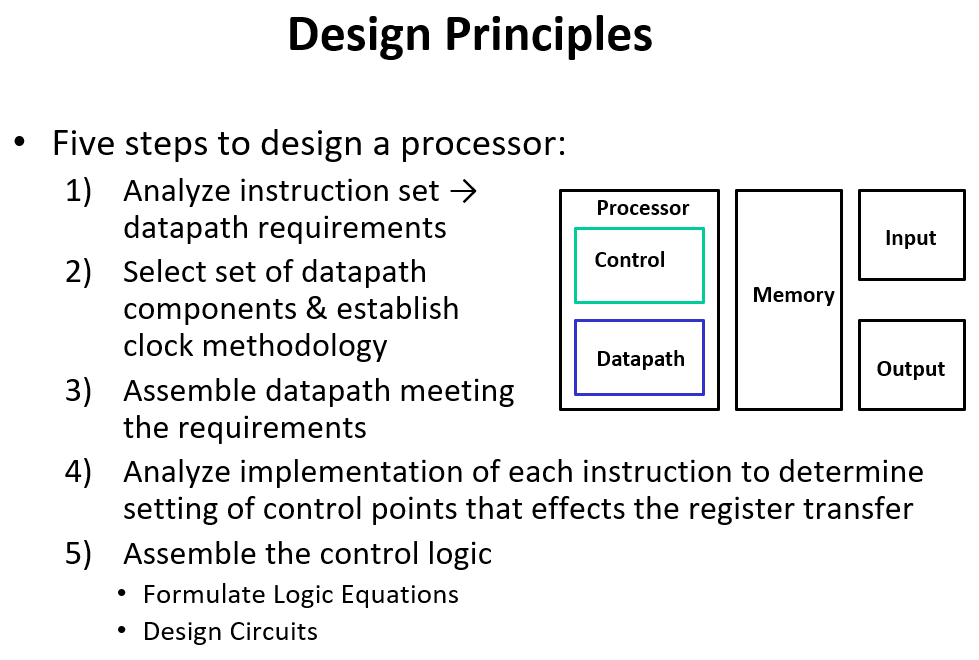 Design Principles
• Five steps to design a processor:
1) Analyze instruction set →
datapath requirements
2) Select set of datapath
components & establish
clock methodology
3) Assemble datapath meeting
the requirements
4) Analyze implementation of each instruction to determine
setting of control points that effects the register transfer
5) Assemble the control logic
• Formulate Logic Equations
• Design Circuits
Processor
Control
Datapath
Memory
Input
Output